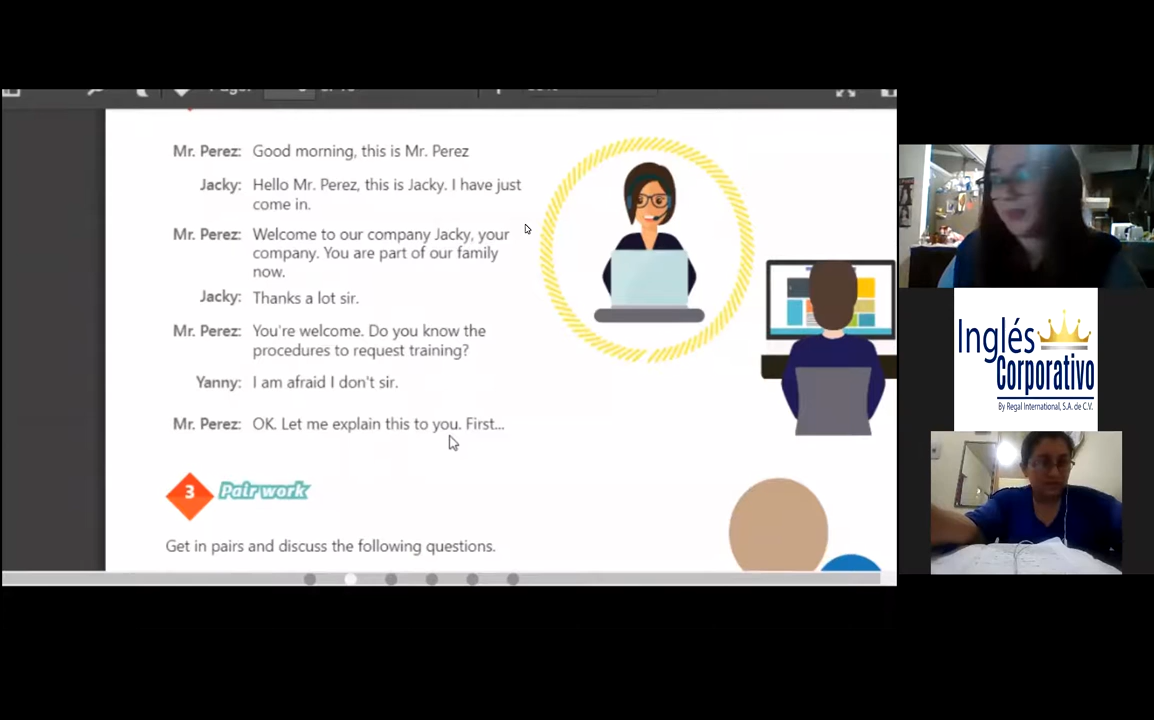 Mr. Perez: Good morning, this is Mr. Perez
Jacky: Hello Mr. Perez, this is Jacky. I have just
come in.
Mr. Perez: Welcome to our company Jacky, your
company. You are part of our family
now.
Jacky: Thanks a lot sir.
Mr. Perez: You're welcome. Do you know the
procedures to request training?
Yanny: I am afraid I don't sir.
Mr. Perez: OK. Let me explain this to you. First...
3 Pair work
Get in pairs and discuss the following questions.
Inglés
Corporativo
By Regal International, S.A. de C.V.